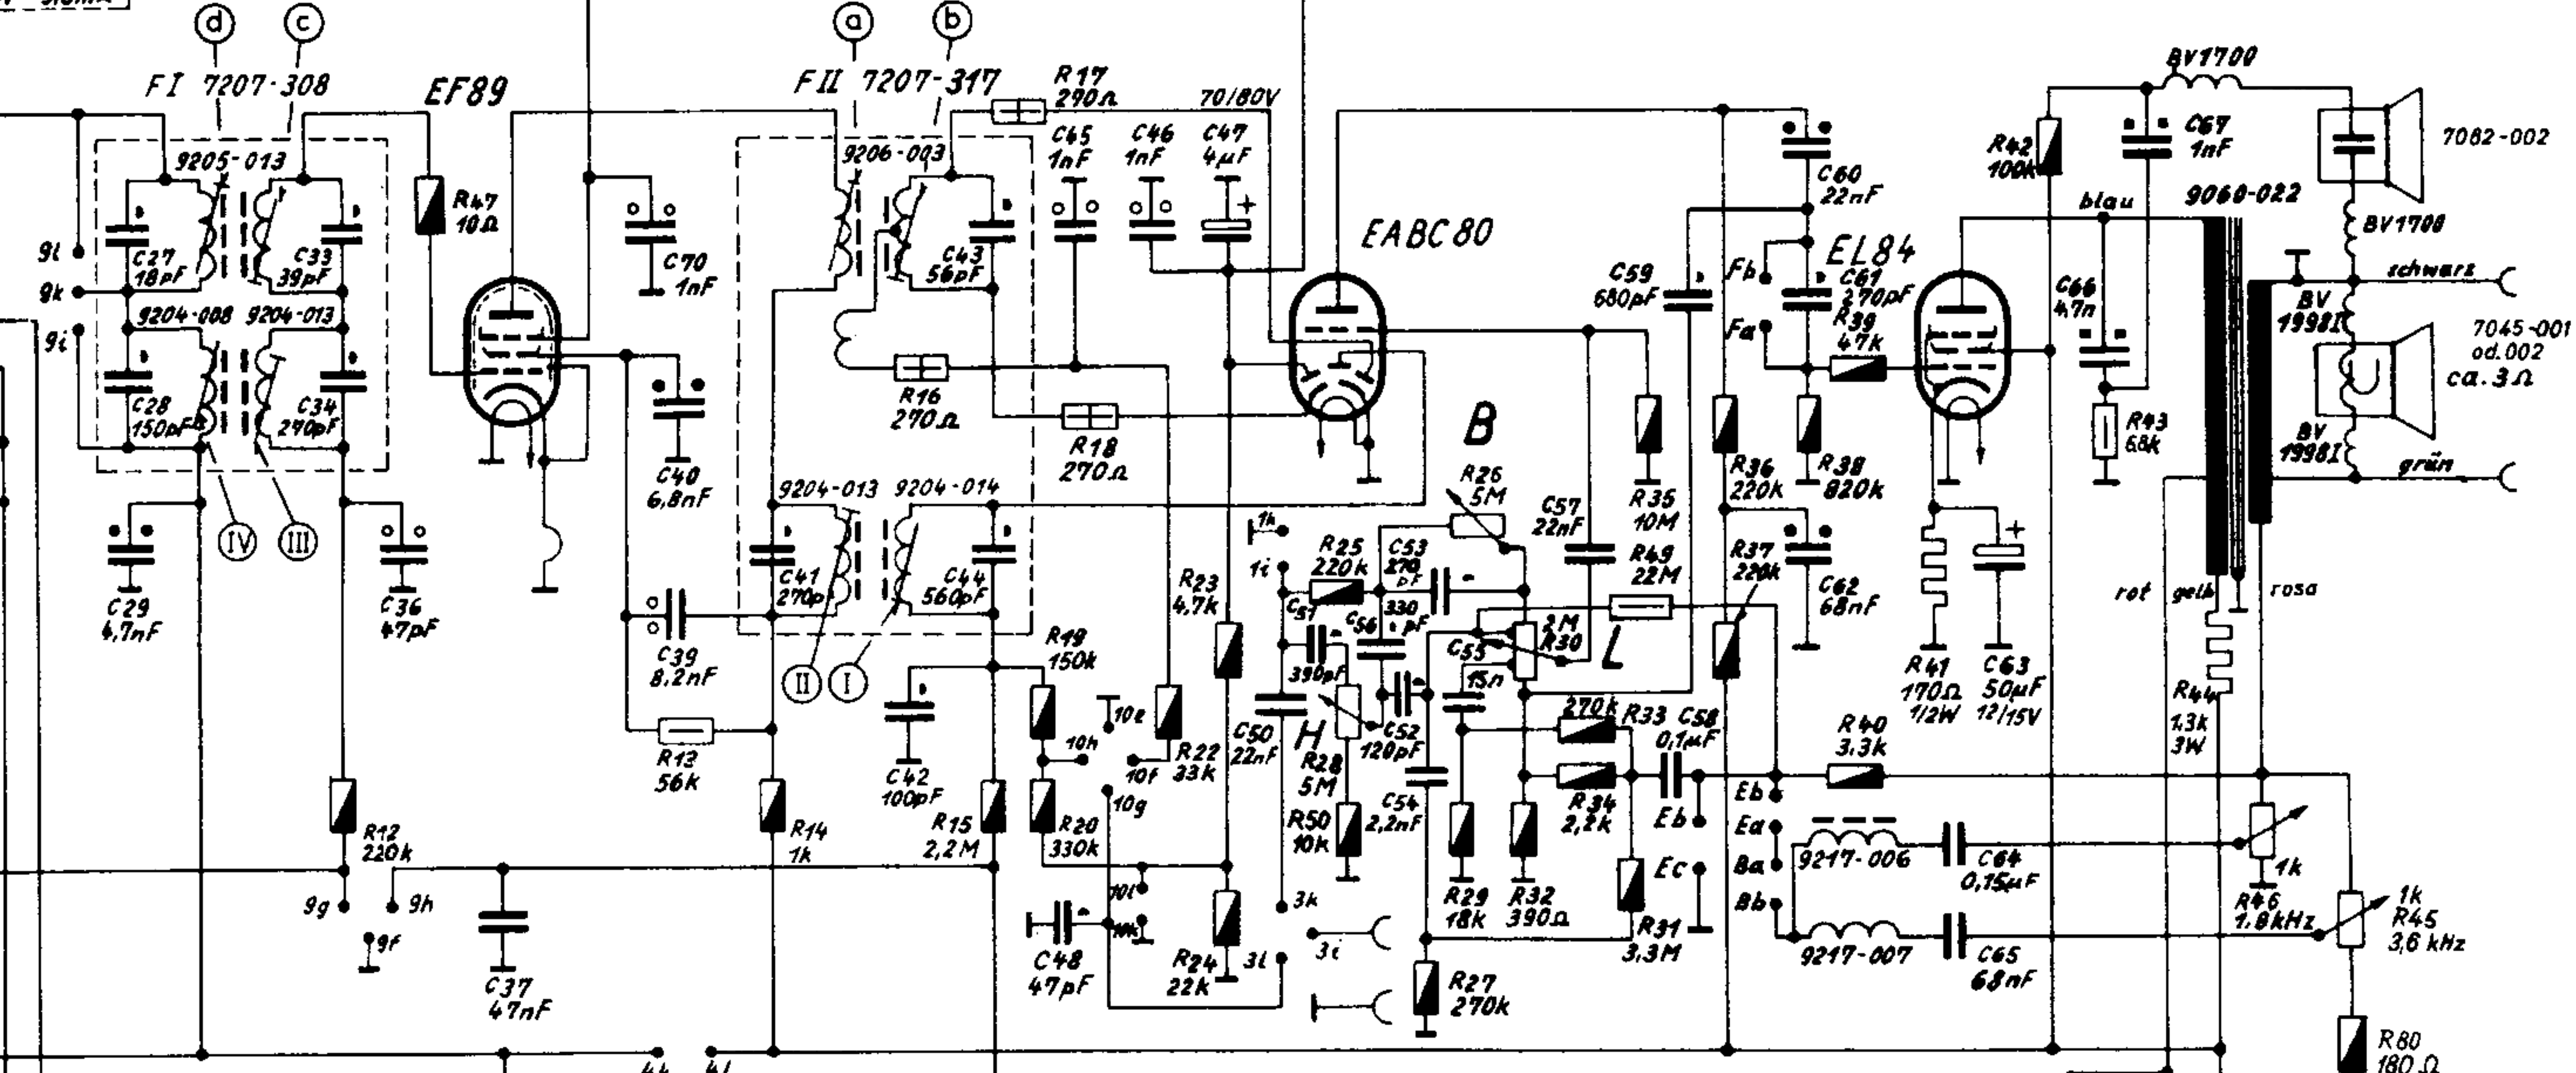 d
c
a
b
F I 7207-308
EF89
F II 7207-317
R17
270Ω
70/80V
BV1700
9205-013
R47
10Ω
9206-003
C45
1nF
C46
1nF
C47
4µF
+
C60
22nF
R42
100k
C67
1nF
7082-002
9l
9k
9i
C27
18pF
C33
39pF
C70
1nF
C43
56pF
EABC80
EL84
blau
9060-022
BV1700
9204-008
9204-013
C59
680pF
Fb
Fa
C61
270pF
R39
47k
C66
4,7n
BV
1998I
schwarz
7045-001
od.002
ca. 3Ω
C28
150pF
C34
270pF
R16
270Ω
R18
270Ω
B
R43
68k
BV
1998I
grün
C40
6,8nF
9204-013
9204-014
R26
5M
C57
22nF
R35
10M
R36
220k
R38
820k
IV
III
C29
4,7nF
C36
47pF
C41
270p
C44
560pF
1k
1i
R25
220k
C53
270
pF
R49
22M
R37
220k
C62
68nF
+
R23
4,7k
C51
390pF
C56
330
pF
C55
15n
2M
R30
L
rot
gelb
rosa
C39
8,2nF
II
I
R19
150k
R41
170Ω
1/2W
C63
50µF
12/15V
R44
1,3k
3W
R13
56k
C42
100pF
10e
10h
10f
10g
R22
33k
C50
22nF
H
R28
5M
C52
120pF
270k
R33
C58
0,1µF
R40
3,3k
R12
220k
R14
1k
R15
2,2M
R20
330k
R50
10k
C54
2,2nF
R34
2,2k
Eb
Eb
Ea
Ba
Bb
Ec
9217-006
C64
0,15µF
1k
R46
1,8kHz
9g
9h
9f
10l
10k
3k
3i
3l
R29
18k
R32
390Ω
R31
3,3M
9217-007
C65
68nF
1k
R45
3,6 kHz
C37
47nF
C48
47pF
R24
22k
R27
270k
R80
180Ω